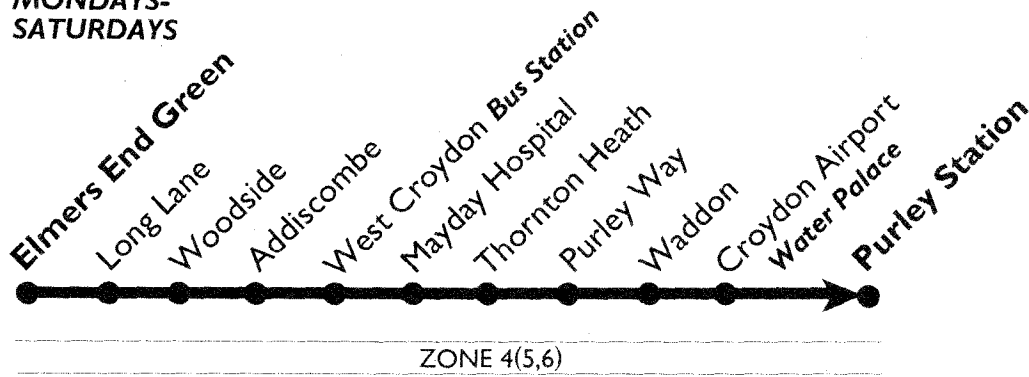 MONDAYS-
SATURDAYS
Elmers End Green
Long Lane
Woodside
Addiscombe
West Croydon Bus Station
Mayday Hospital
Thornton Heath
Purley Way
Waddon
Croydon Airport
Water Palace
Purley Station
ZONE 4(5,6)